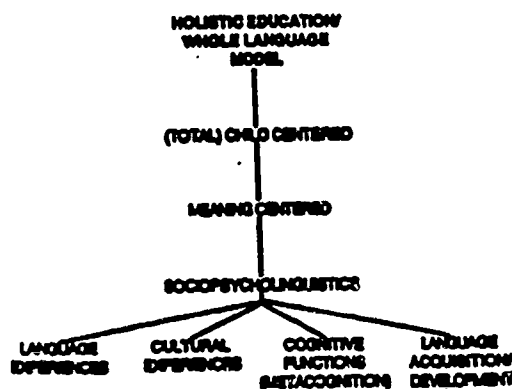 HOLISTIC EDUCATION/
WHOLE LANGUAGE
MODEL
(TOTAL) CHILD CENTERED
MEANING CENTERED
SOCIOPSYCHOLINGUISTICS
LANGUAGE
DIFFERENCES
CULTURAL
DIFFERENCES
COGNITIVE
FUNCTIONS
(METACOGNITION)
LANGUAGE
ACQUISITION/
DEVELOPMENT